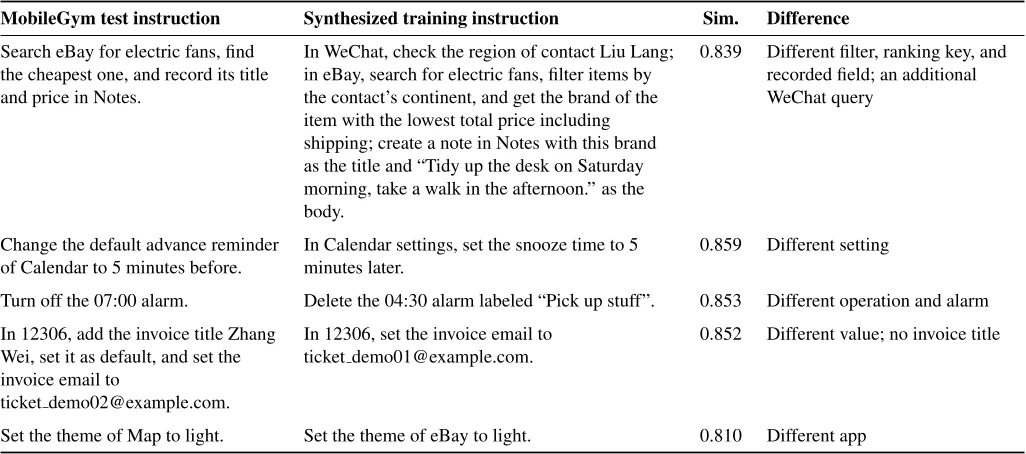 MobileGym test instruction Synthesized training instruction Sim. Difference
Search eBay for electric fans, find
the cheapest one, and record its title
and price in Notes.
In WeChat, check the region of contact Liu Lang;
in eBay, search for electric fans, filter items by
the contact's continent, and get the brand of the
item with the lowest total price including
shipping; create a note in Notes with this brand
as the title and “Tidy up the desk on Saturday
morning, take a walk in the afternoon.” as the
body.
0.839
Different filter, ranking key, and
recorded field; an additional
WeChat query
Change the default advance reminder
of Calendar to 5 minutes before.
In Calendar settings, set the snooze time to 5
minutes later.
0.859
Different setting
Turn off the 07:00 alarm.
Delete the 04:30 alarm labeled “Pick up stuff”.
0.853
Different operation and alarm
In 12306, add the invoice title Zhang
Wei, set it as default, and set the
invoice email to
ticket_demo02@example.com.
In 12306, set the invoice email to
ticket_demo01@example.com.
0.852
Different value; no invoice title
Set the theme of Map to light.
Set the theme of eBay to light.
0.810
Different app